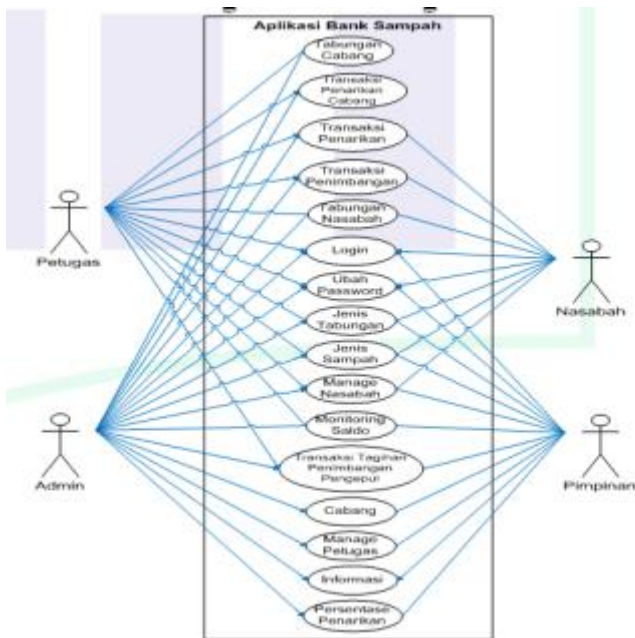 Aplikasi Bank Sampah
Tabungan
Cabang
Transaksi
Penarikan
Cabang
Transaksi
Penarikan
Transaksi
Penimbangan
Tabungan
Nasabah
Login
Ubah
Password
Jenis
Tabungan
Jenis
Sampah
Manage
Nasabah
Monitoring
Saldo
Transaksi Tagihan
Penimbangan
Pengepul
Cabang
Manage
Petugas
Informasi
Persentase
Penarikan
Petugas
Admin
Nasabah
Pimpinan